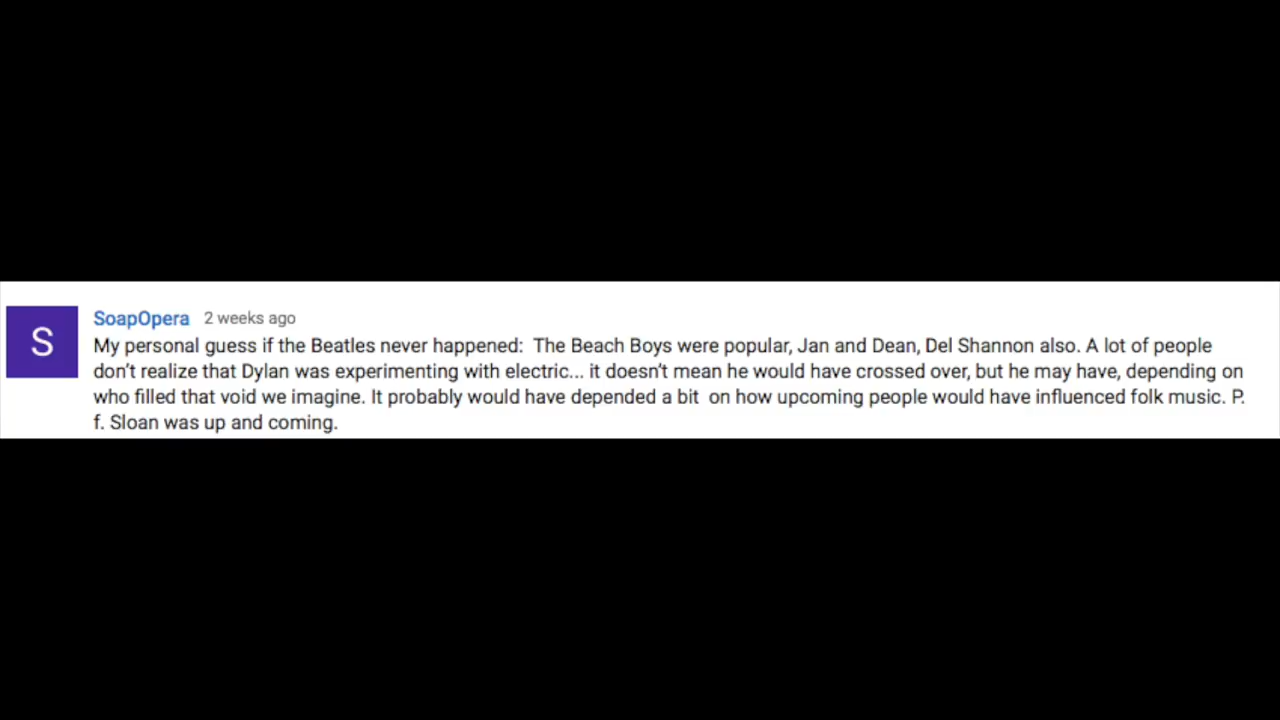 S
SoapOpera 2 weeks ago
My personal guess if the Beatles never happened:  The Beach Boys were popular, Jan and Dean, Del Shannon also. A lot of people
don't realize that Dylan was experimenting with electric... it doesn't mean he would have crossed over, but he may have, depending on
who filled that void we imagine. It probably would have depended a bit  on how upcoming people would have influenced folk music. P.
f. Sloan was up and coming.